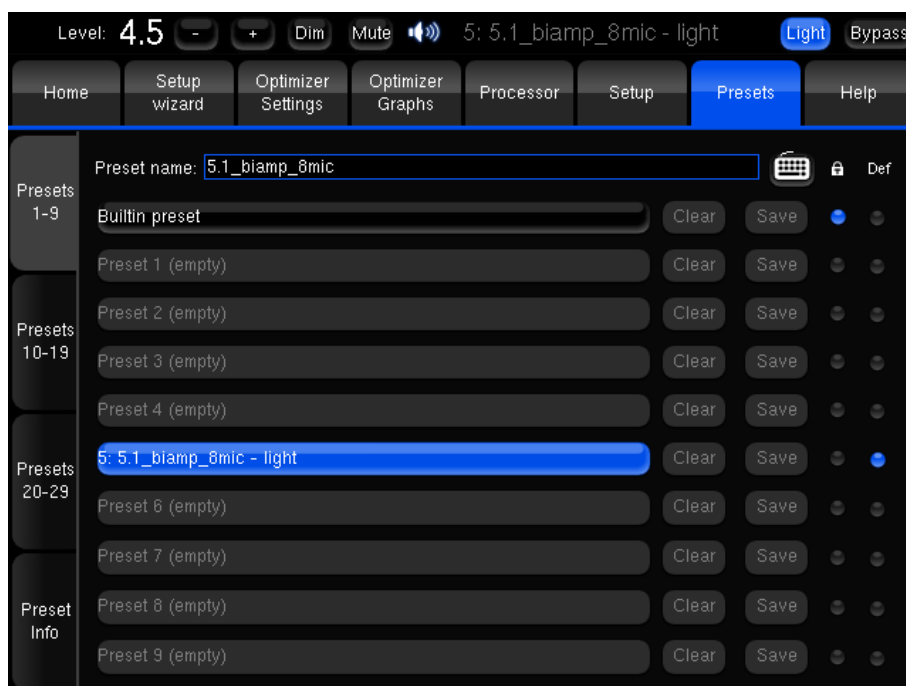 Level: 4.5 - + Dim Mute 5: 5.1_biamp_8mic - light Light Bypass
Home Setup wizard Optimizer Settings Optimizer Graphs Processor Setup Presets Help
Presets 1-9
Presets 10-19
Presets 20-29
Preset Info
Preset name: 5.1_biamp_8mic Def
Builtin preset Clear Save
Preset 1 (empty) Clear Save
Preset 2 (empty) Clear Save
Preset 3 (empty) Clear Save
Preset 4 (empty) Clear Save
5: 5.1_biamp_8mic - light Clear Save
Preset 6 (empty) Clear Save
Preset 7 (empty) Clear Save
Preset 8 (empty) Clear Save
Preset 9 (empty) Clear Save